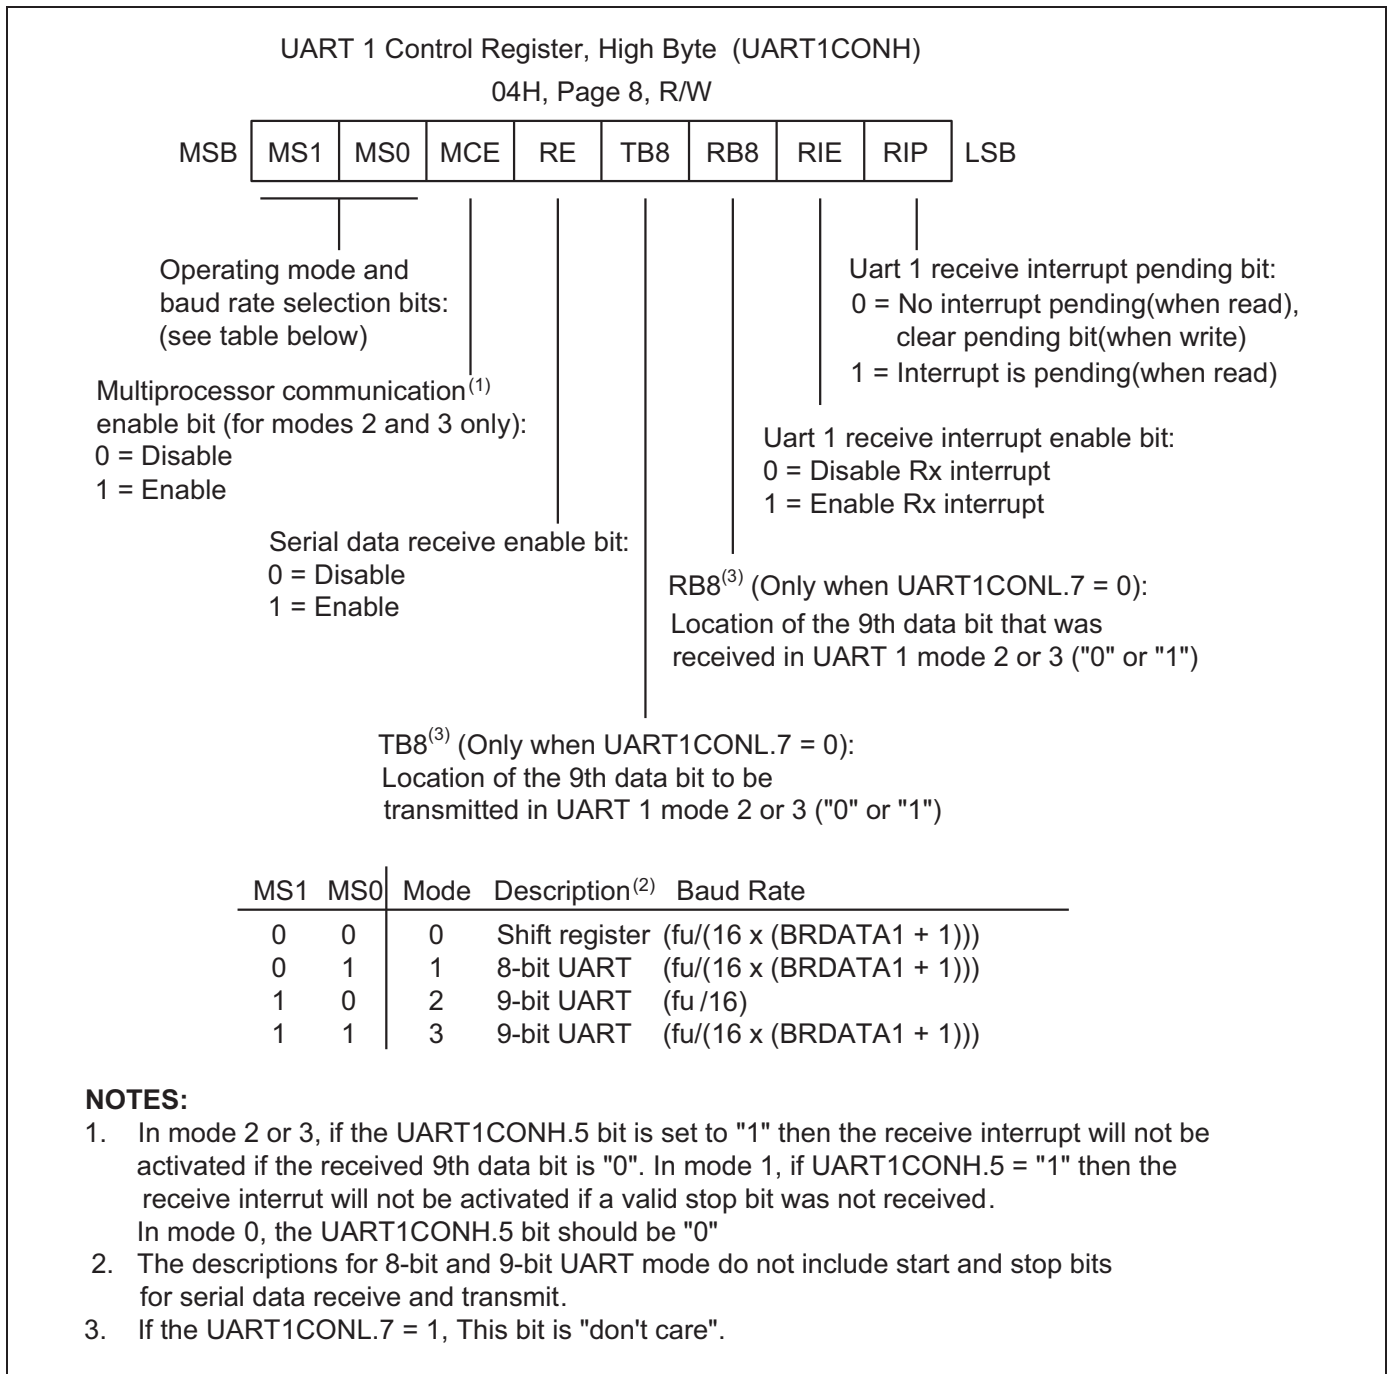 UART 1 Control Register, High Byte (UART1CONH)
04H, Page 8, R/W
MSB MS1 MS0 MCE RE TB8 RB8 RIE RIP LSB
Operating mode and
baud rate selection bits:
(see table below)
Uart 1 receive interrupt pending bit:
0 = No interrupt pending(when read),
clear pending bit(when write)
1 = Interrupt is pending(when read)
Multiprocessor communication(1)
enable bit (for modes 2 and 3 only):
0 = Disable
1 = Enable
Uart 1 receive interrupt enable bit:
0 = Disable Rx interrupt
1 = Enable Rx interrupt
Serial data receive enable bit:
0 = Disable
1 = Enable
RB8(3) (Only when UART1CONL.7 = 0):
Location of the 9th data bit that was
received in UART 1 mode 2 or 3 ("0" or "1")
TB8(3) (Only when UART1CONL.7 = 0):
Location of the 9th data bit to be
transmitted in UART 1 mode 2 or 3 ("0" or "1")
MS1 MS0 Mode Description(2) Baud Rate
0 0 0 Shift register (fu/(16 x (BRDATA1 + 1)))
0 1 1 8-bit UART (fu/(16 x (BRDATA1 + 1)))
1 0 2 9-bit UART (fu /16)
1 1 3 9-bit UART (fu/(16 x (BRDATA1 + 1)))
NOTES:
1. In mode 2 or 3, if the UART1CONH.5 bit is set to "1" then the receive interrupt will not be
activated if the received 9th data bit is "0". In mode 1, if UART1CONH.5 = "1" then the
receive interrut will not be activated if a valid stop bit was not received.
In mode 0, the UART1CONH.5 bit should be "0"
2. The descriptions for 8-bit and 9-bit UART mode do not include start and stop bits
for serial data receive and transmit.
3. If the UART1CONL.7 = 1, This bit is "don't care".